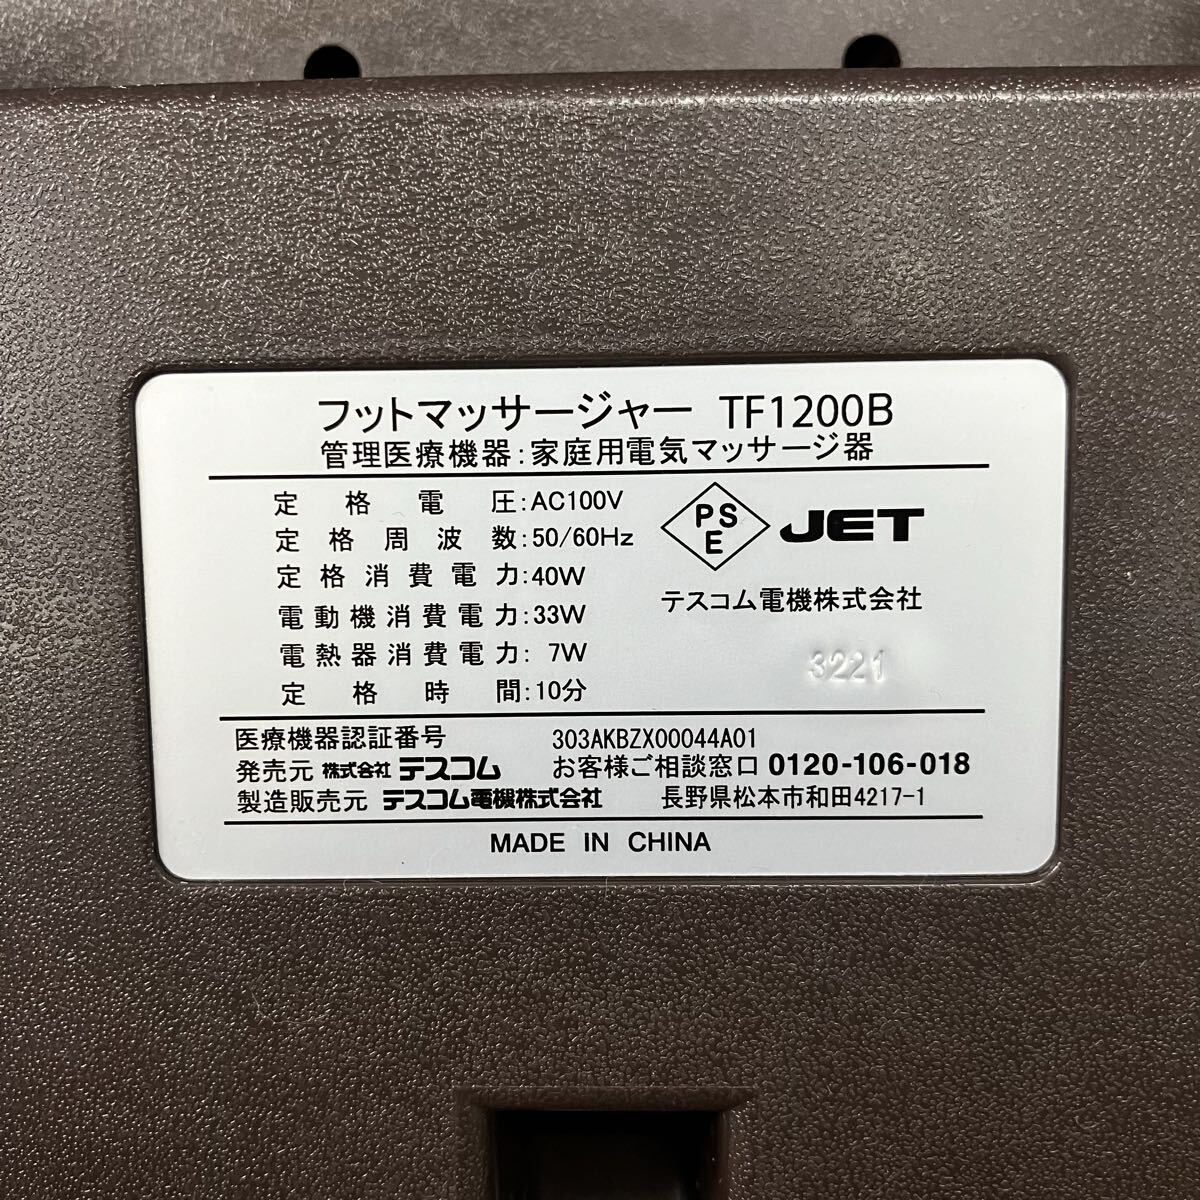 フットマッサージャー TF1200B
管理医療機器:家庭用電気マッサージ器
定格電圧:AC100V
定格周波数:50/60Hz
定格消費電力:40W
電動機消費電力:33W
電熱器消費電力:7W
定格時間:10分
PS
E
JET
テスコム電機株式会社
3221
医療機器認証番号 303AKBZX00044A01
発売元 株式会社 テスコム お客様ご相談窓口 0120-106-018
製造販売元 テスコム電機株式会社 長野県松本市和田4217-1
MADE IN CHINA